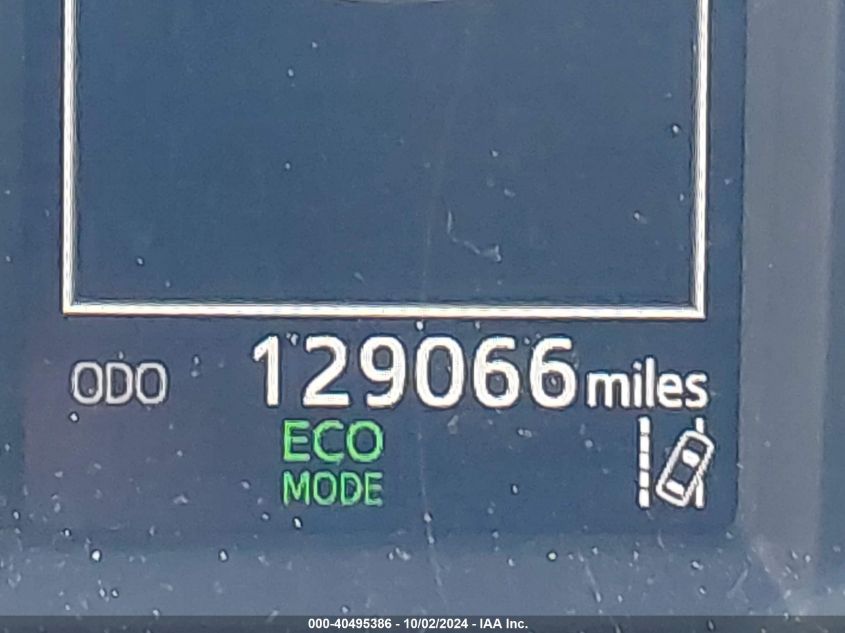 ODO 129066 miles
ECO
MODE
000-40495386 - 10/02/2024 - IAA Inc.